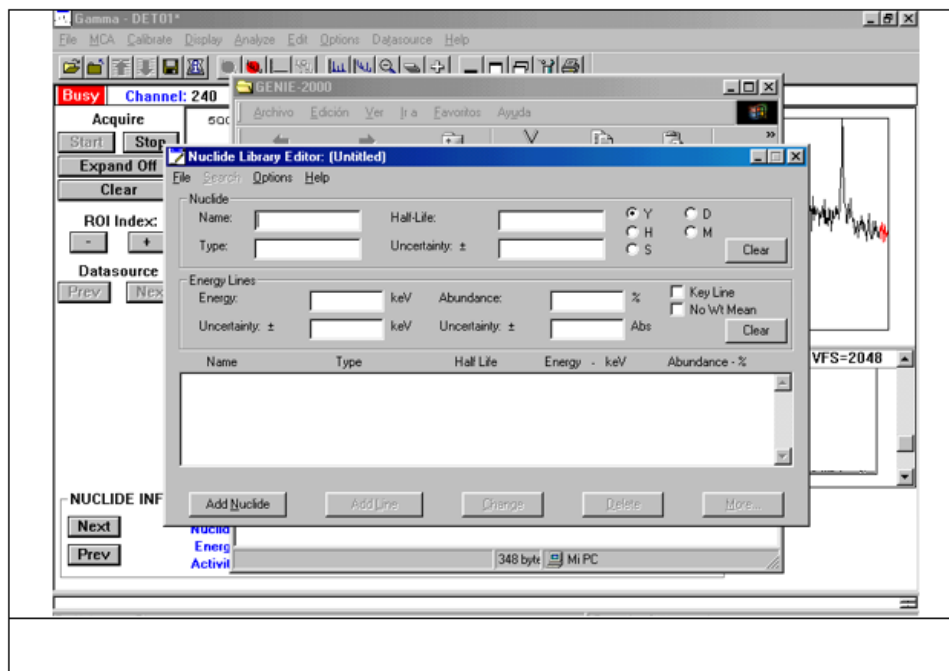 Gamma - DET01*
File MCA Calibrate Display Analyze Edit Options Datasource Help
Busy Channel: 240
GENIE-2000
Archivo Edición Ver Ir a Favoritos Ayuda
»
Acquire
Start Stop
Expand Off
Clear
ROI Index:
- +
Datasource
Prev Nex
Nuclide Library Editor: (Untitled)
File Search Options Help
Nuclide
Name: Half-Life: Y D
H M
Type: Uncertainty: ± S Clear
Energy Lines
Energy: keV Abundance: % Key Line
No Wt Mean
Uncertainty: ± keV Uncertainty: ± Abs Clear
Name Type Half Life Energy - keV Abundance - %
VFS=2048
Add Nuclide Add Line Change Delete More...
NUCLIDE INF
Next
Prev
Nuclid
Energ
Activit
348 byte Mi PC